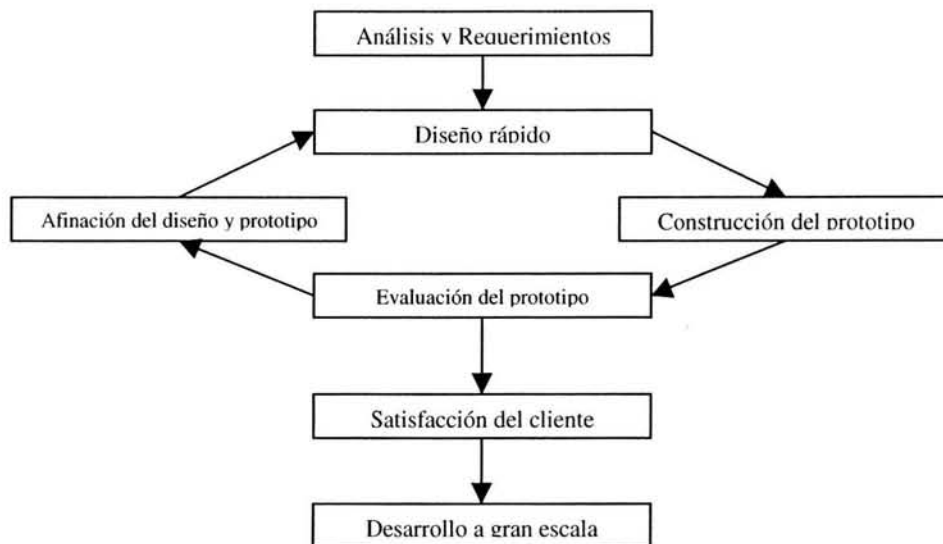 Análisis y Requerimientos
Diseño rápido
Afinación del diseño y prototipo
Construcción del prototipo
Evaluación del prototipo
Satisfacción del cliente
Desarrollo a gran escala